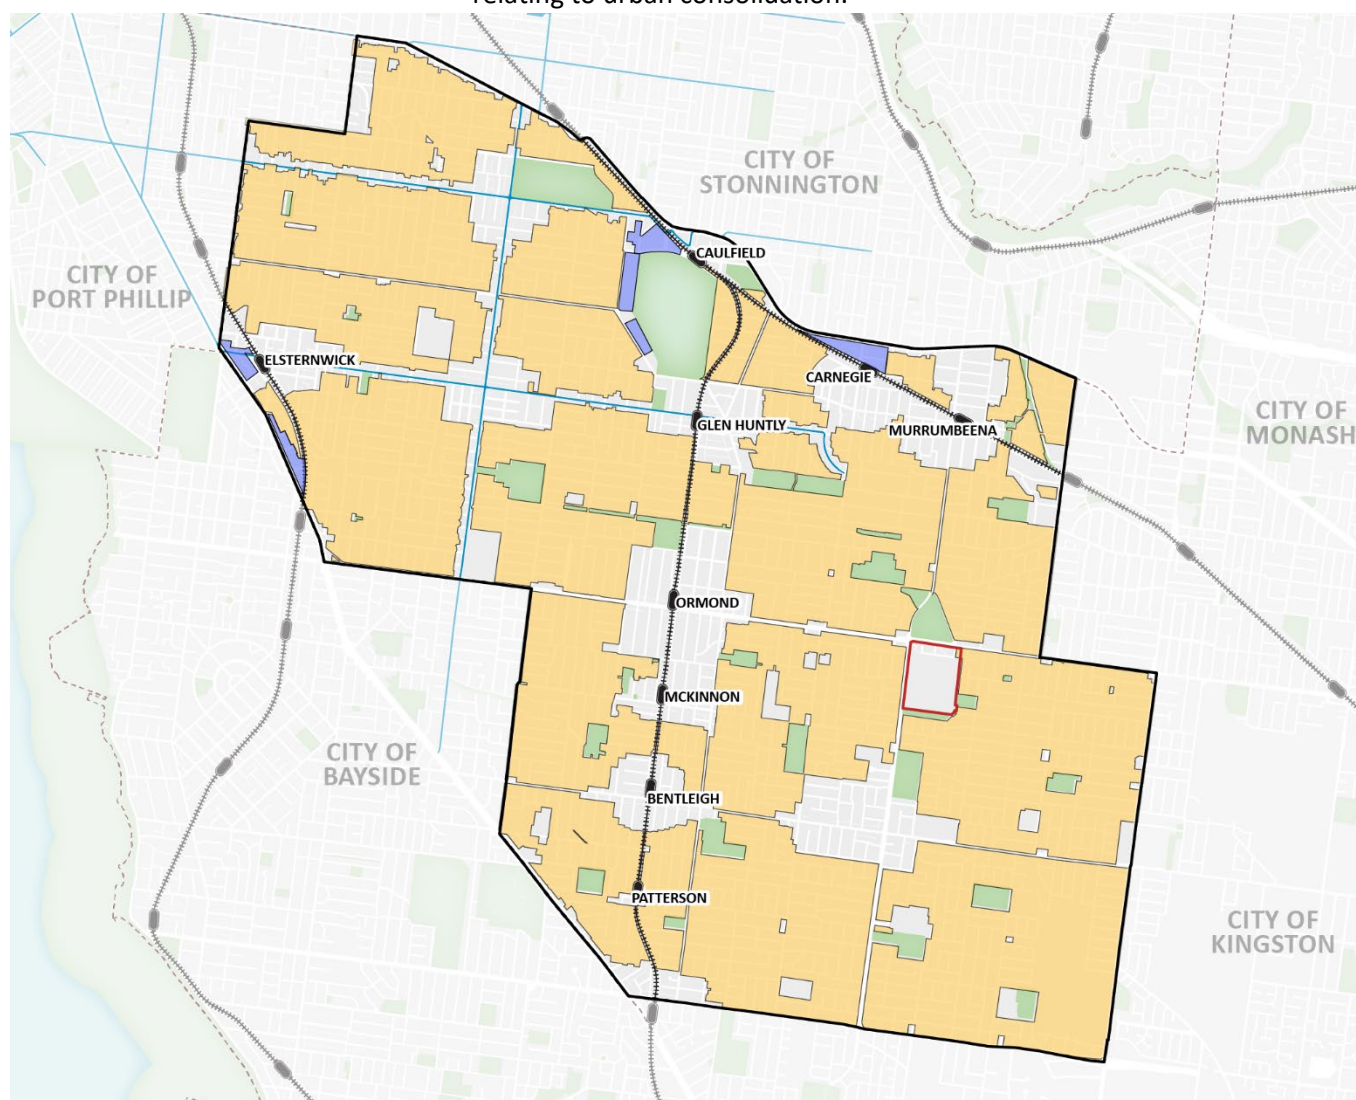 relating to urban consolidation.
CITY OF
STONNINGTON
CAULFIELD
CITY OF
PORT PHILLIP
ELSTERNWICK
CARNEGIE
CITY OF
MONASH
GLEN HUNTLY
MURRUMBEENA
ORMOND
MCKINNON
CITY OF
BAYSIDE
BENTLEIGH
PATTERSON
CITY OF
KINGSTON